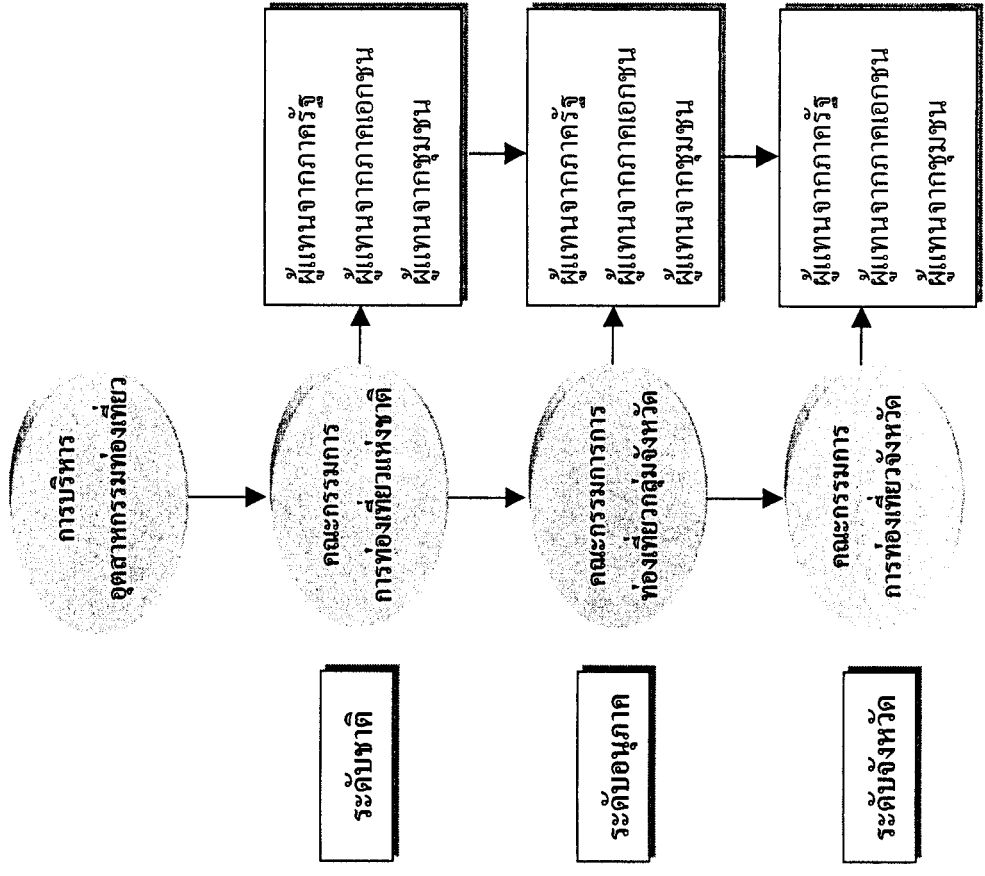 การบริหาร
อุตสาหกรรมท่องเที่ยว
ระดับชาติ
คณะกรรมการ
การท่องเที่ยวแห่งชาติ
ผู้แทนจากภาครัฐ
ผู้แทนจากภาคเอกชน
ผู้แทนจากชุมชน
ระดับอนุภาค
คณะกรรมการการ
ท่องเที่ยวกลุ่มจังหวัด
ผู้แทนจากภาครัฐ
ผู้แทนจากภาคเอกชน
ผู้แทนจากชุมชน
ระดับจังหวัด
คณะกรรมการ
การท่องเที่ยวจังหวัด
ผู้แทนจากภาครัฐ
ผู้แทนจากภาคเอกชน
ผู้แทนจากชุมชน